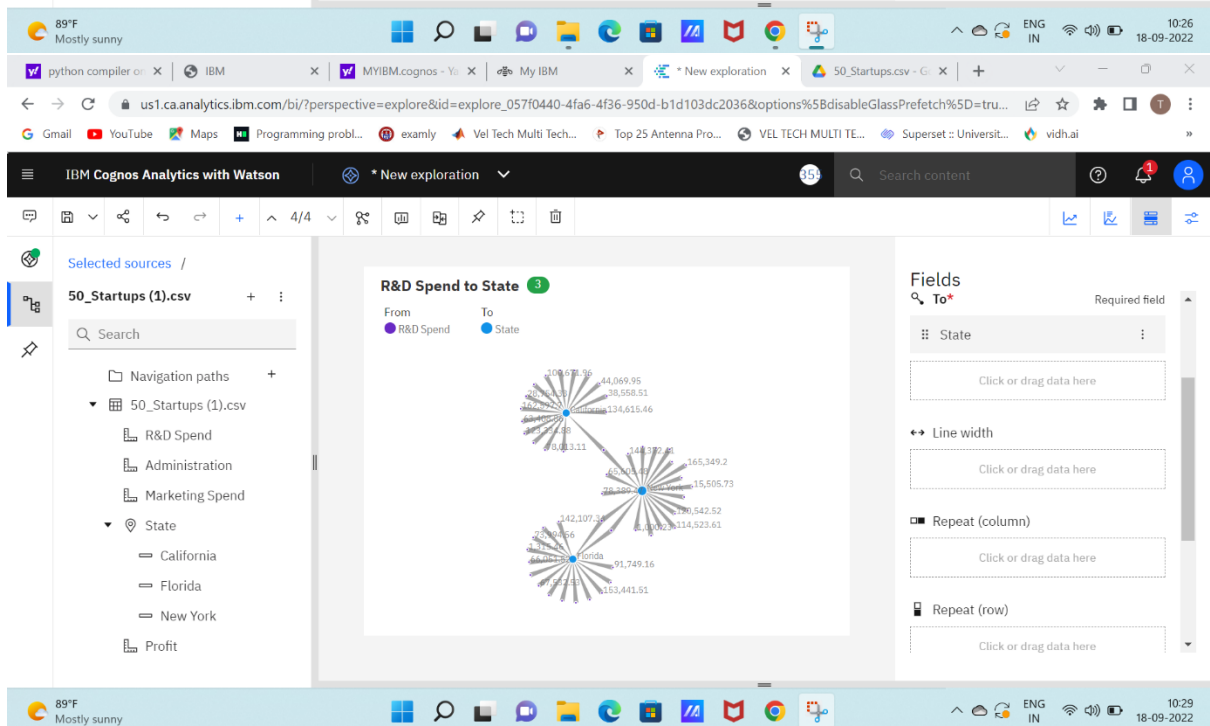 89°F
Mostly sunny
ENG
IN
10:26
18-09-2022
python compiler on
IBM
MYIBM.cognos - Ya
My IBM
* New exploration
50_Startups.csv - G
us1.ca.analytics.ibm.com/bi/?perspective=explore&id=explore_057f0440-4fa6-4f36-950d-b1d103dc2036&options%5BdisableGlassPrefetch%5D=tru...
T
Gmail
YouTube
Maps
Programming probl...
examly
Vel Tech Multi Tech...
Top 25 Antenna Pro...
VEL TECH MULTI TE...
Superset :: Universit...
vidh.ai
»
IBM Cognos Analytics with Watson
* New exploration
Search content
1
4/4
Selected sources /
50_Startups (1).csv
Search
Navigation paths
50_Startups (1).csv
R&D Spend
Administration
Marketing Spend
State
California
Florida
New York
Profit
R&D Spend to State 3
From To
R&D Spend State
44,069.95
38,558.51
California 134,615.46
78,013.11
165,349.2
New York 15,505.73
120,542.52
114,523.61
Florida
91,749.16
153,441.51
Fields
To* Required field
State
Click or drag data here
Line width
Click or drag data here
Repeat (column)
Click or drag data here
Repeat (row)
Click or drag data here
89°F
Mostly sunny
ENG
IN
10:29
18-09-2022